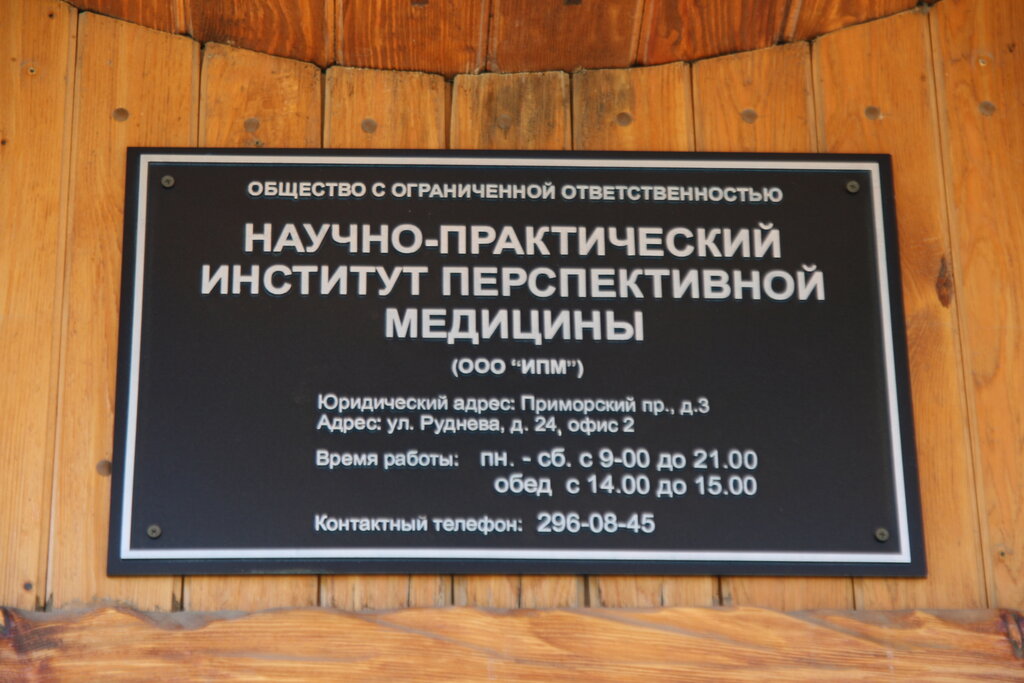 ОБЩЕСТВО С ОГРАНИЧЕННОЙ ОТВЕТСТВЕННОСТЬЮ
НАУЧНО-ПРАКТИЧЕСКИЙ
ИНСТИТУТ ПЕРСПЕКТИВНОЙ
МЕДИЦИНЫ
(ООО "ИПМ")
Юридический адрес: Приморский пр., д.3
Адрес: ул. Руднева, д. 24, офис 2
Время работы: пн. - сб. с 9-00 до 21.00
обед с 14.00 до 15.00
Контактный телефон: 296-08-45